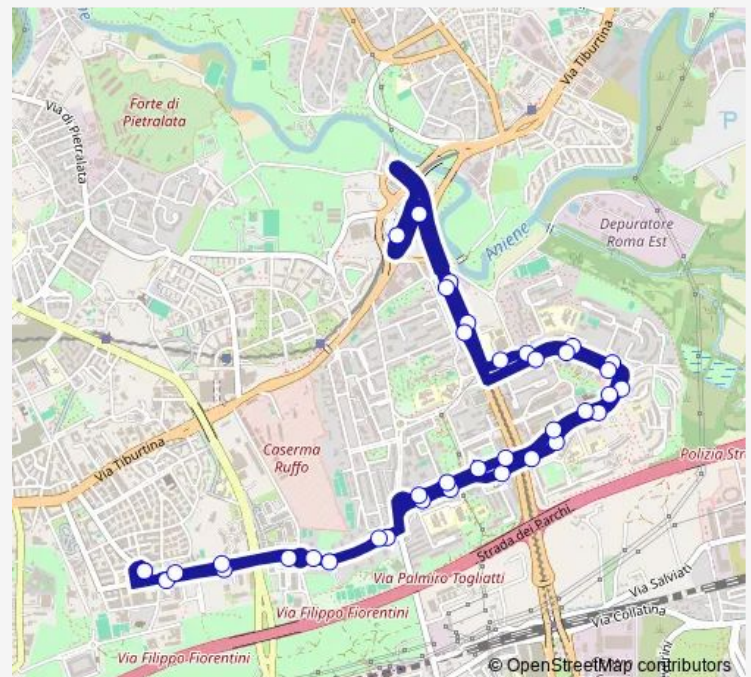 Via Tiburtina
Forte di
Pietralata
Via di Pietralata
P
Depuratore
Roma Est
Aniene
Caserma
Ruffo
Via Tiburtina
Polizia Str
Strada dei Parchi
Via Palmiro Togliatti
Via Salviati
Via Filippo Fiorentini
Via Collatina
Via Filippo Fiorentini
© OpenStreetMap contributors